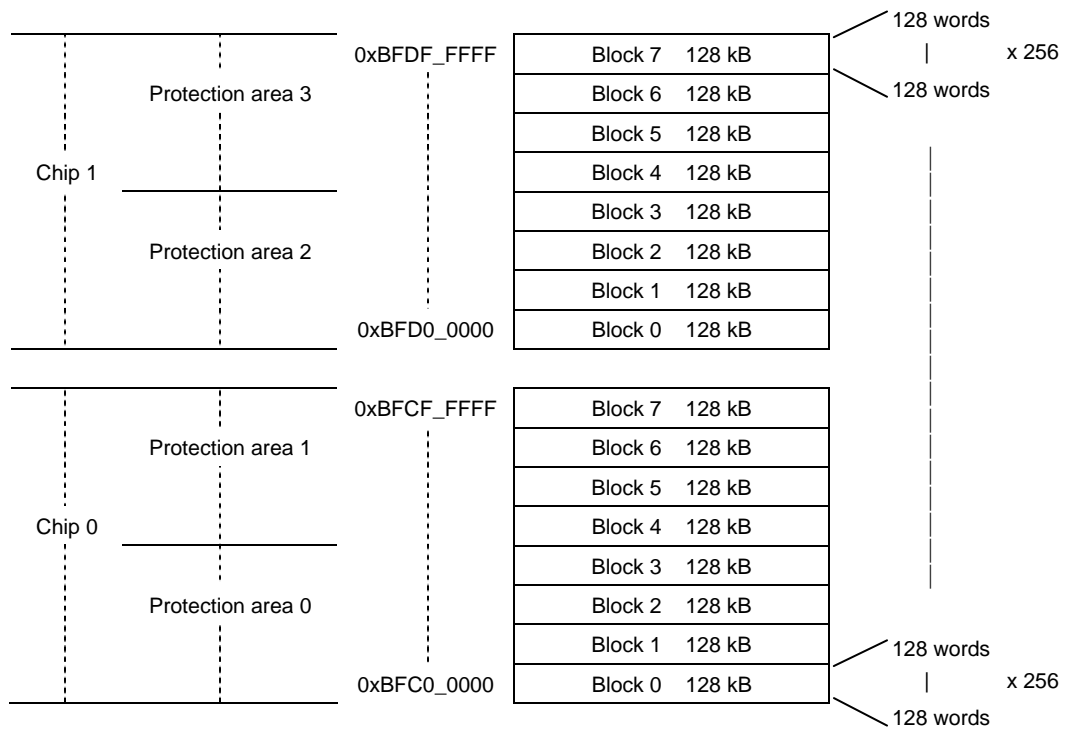 128 words
0xBFDF_FFFF
Block 7 128 kB
|
x 256
Protection area 3
Block 6 128 kB
128 words
Block 5 128 kB
Chip 1
Block 4 128 kB
Block 3 128 kB
Protection area 2
Block 2 128 kB
Block 1 128 kB
0xBFD0_0000
Block 0 128 kB
0xBFCF_FFFF
Block 7 128 kB
Protection area 1
Block 6 128 kB
Block 5 128 kB
Chip 0
Block 4 128 kB
Block 3 128 kB
Protection area 0
Block 2 128 kB
Block 1 128 kB
128 words
0xBFC0_0000
Block 0 128 kB
|
x 256
128 words